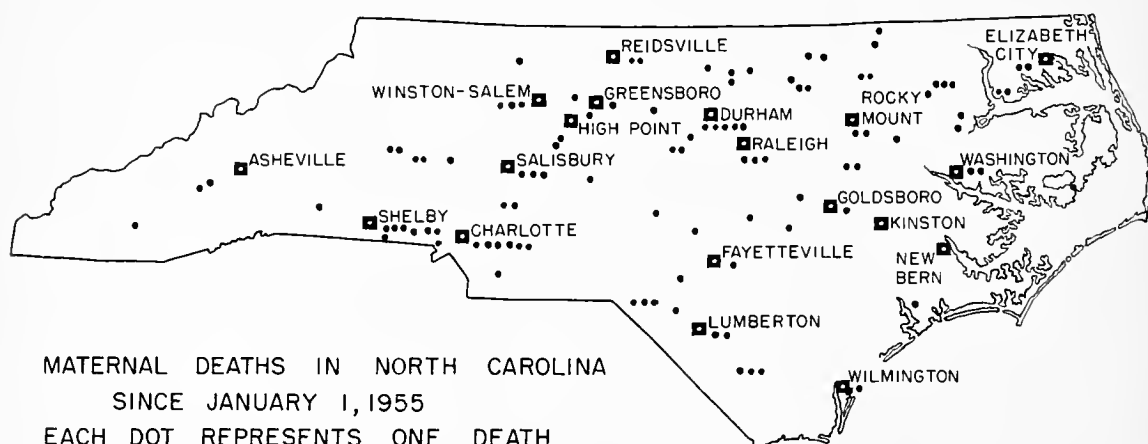 REIDSVILLE
ELIZABETH
CITY
WINSTON-SALEM
GREENSBORO
ROCKY
MOUNT
DURHAM
HIGH POINT
RALEIGH
ASHEVILLE
SALISBURY
WASHINGTON
GOLDSBORO
SHELBY
CHARLOTTE
KINSTON
FAYETTEVILLE
NEW
BERN
LUMBERTON
WILMINGTON
MATERNAL DEATHS IN NORTH CAROLINA
SINCE JANUARY 1, 1955
EACH DOT REPRESENTS ONE DEATH